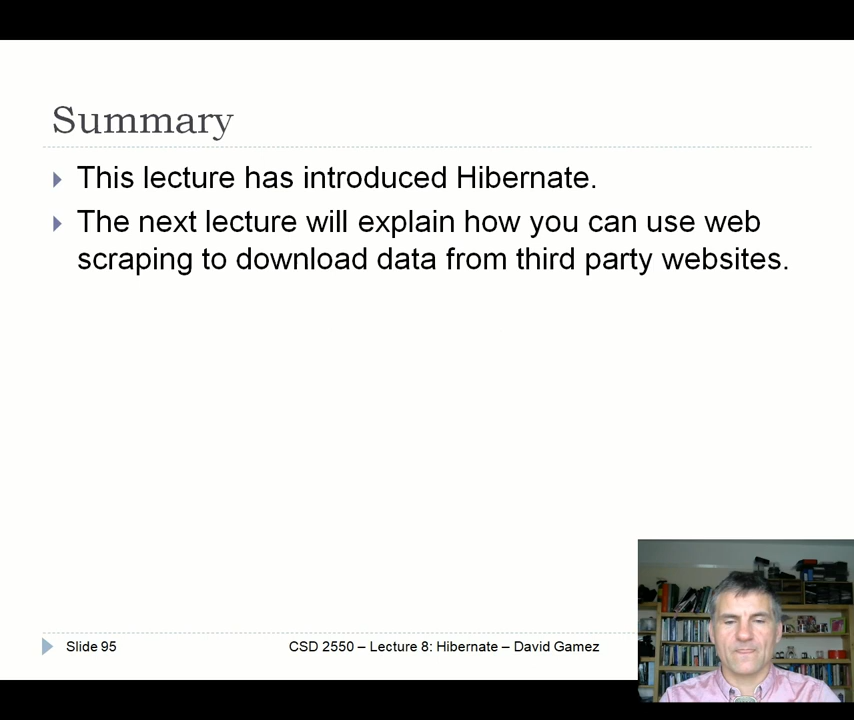 Summary
This lecture has introduced Hibernate.
The next lecture will explain how you can use web
scraping to download data from third party websites.
Slide 95
CSD 2550 – Lecture 8: Hibernate – David Gamez